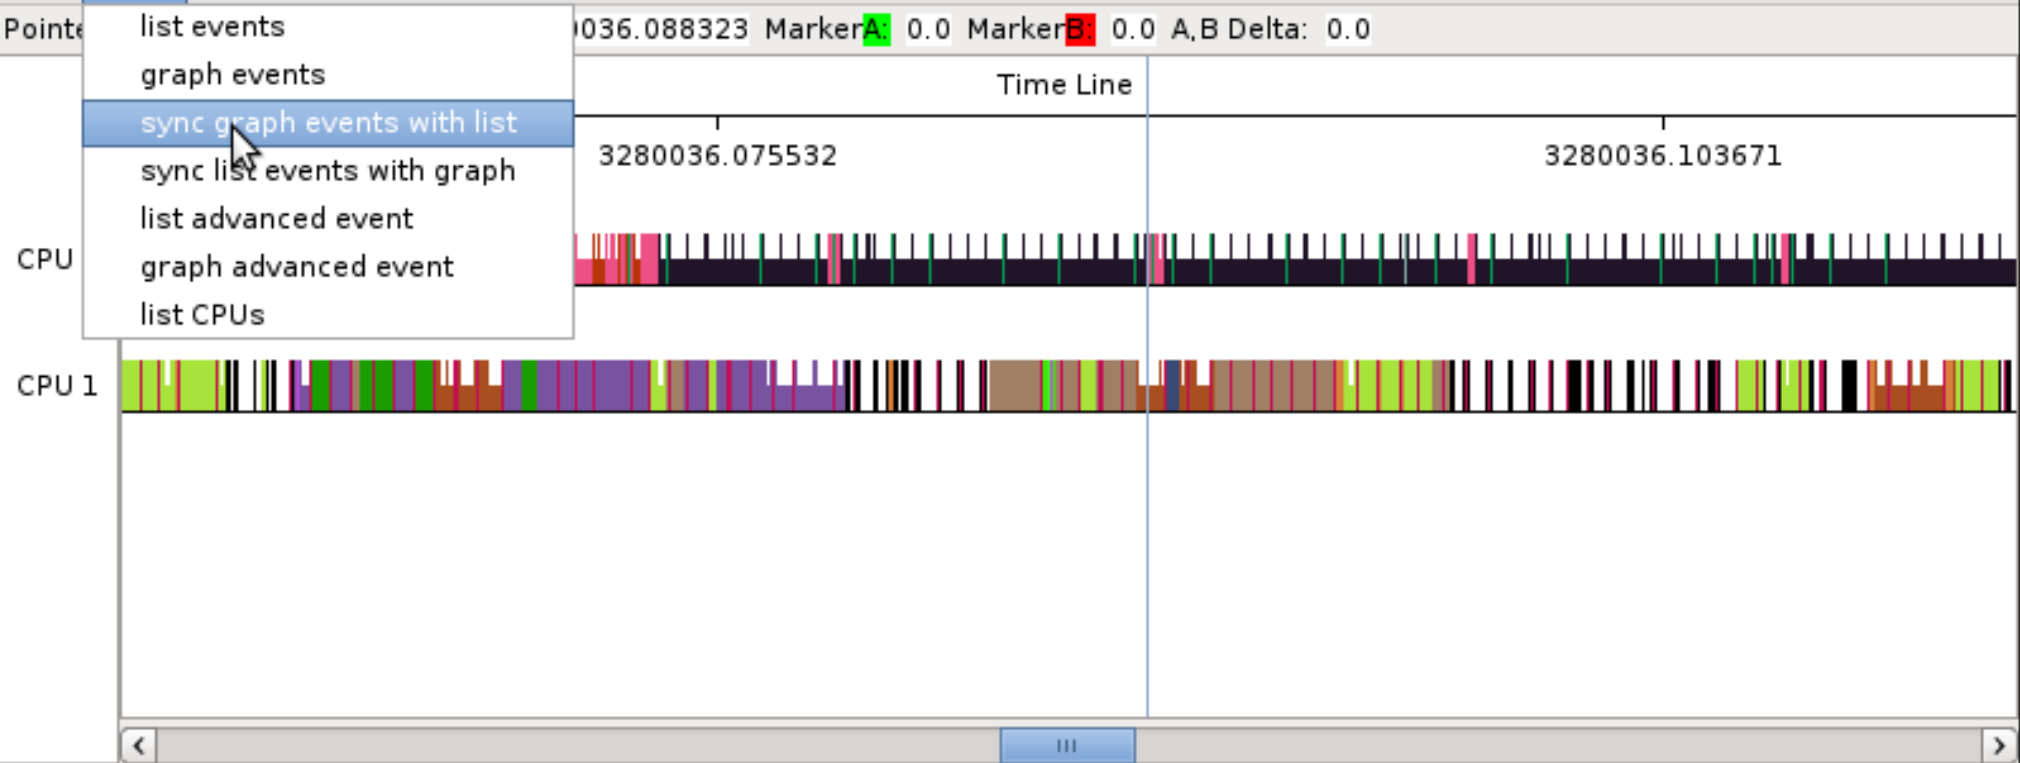 Pointe 0036.088323 MarkerA: 0.0 MarkerB: 0.0 A,B Delta: 0.0
list events
graph events
sync graph events with list
sync list events with graph
list advanced event
graph advanced event
list CPUs
Time Line
3280036.075532 3280036.103671
CPU
CPU 1